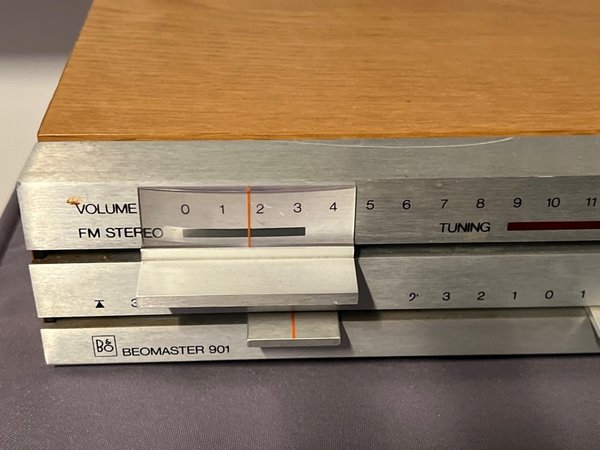 VOLUME 0 1 2 3 4 5 6 7 8 9 10 11
FM STEREO TUNING
3 𝄢 3 2 1 0 1
B&O BEOMASTER 901